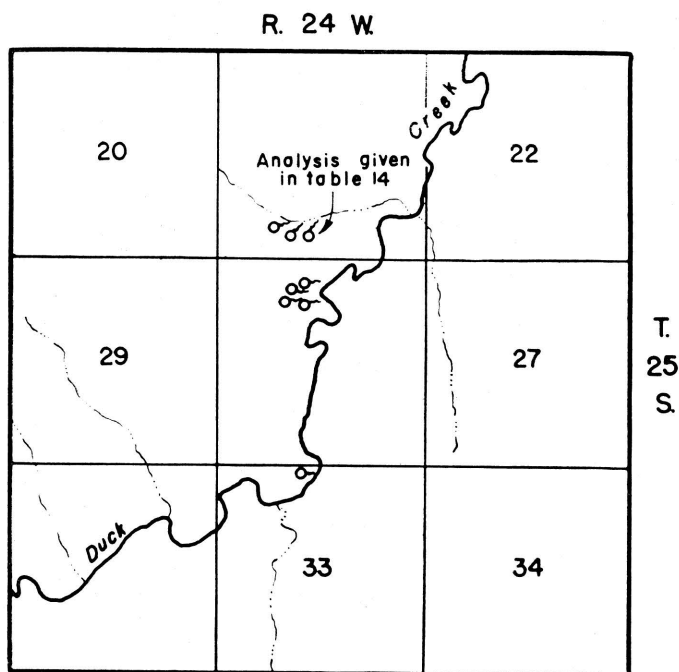 R. 24 W.
Creek
20
Analysis given
in table 14
22
29
27
T.
25
S.
Duck
33
34